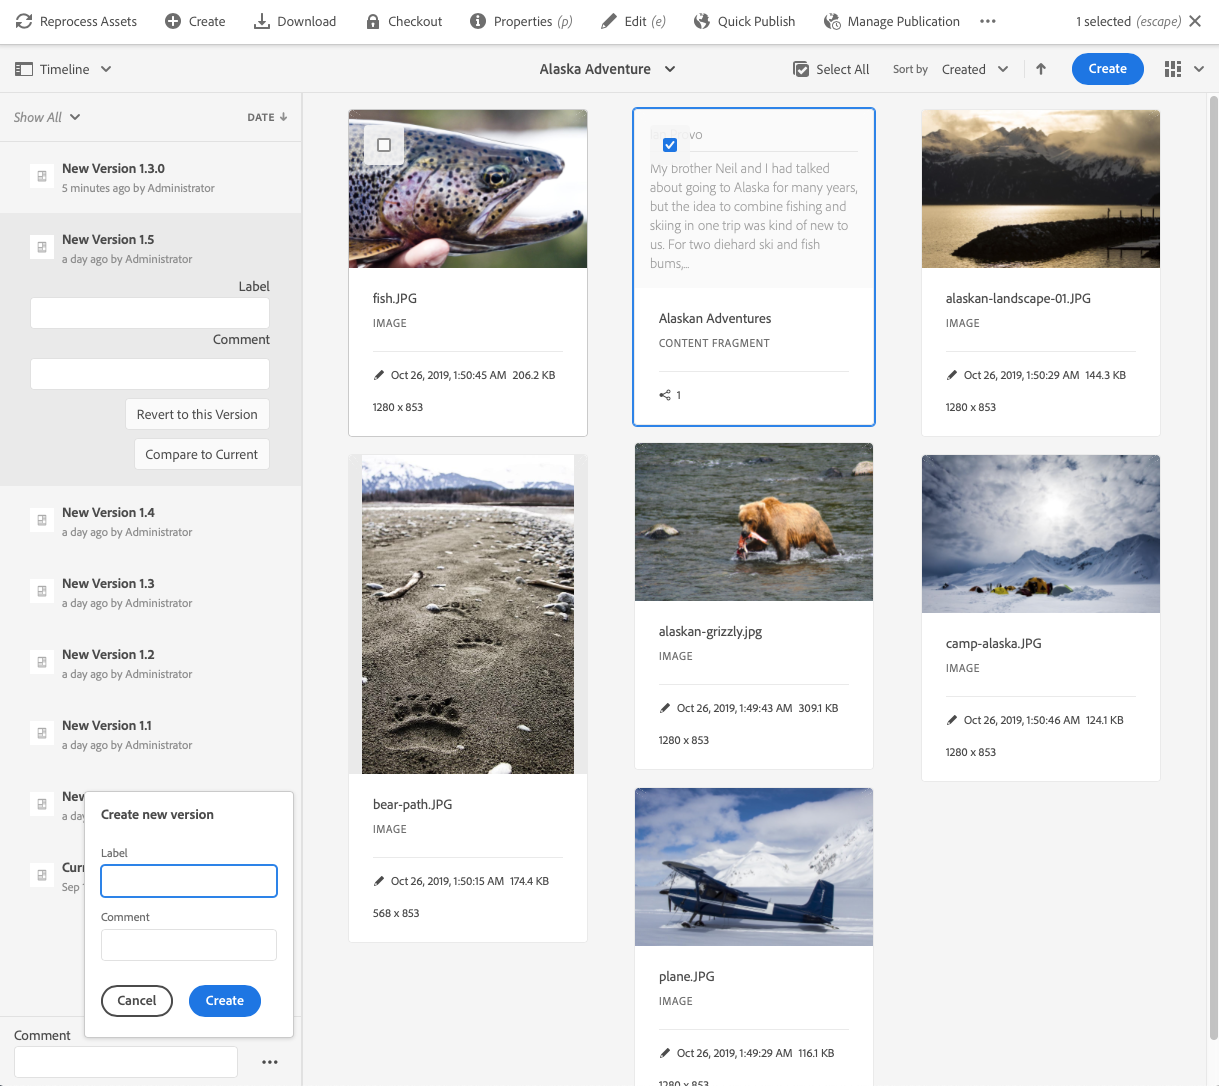 Reprocess Assets Create Download Checkout Properties (p) Edit (e) Quick Publish Manage Publication ••• 1 selected (escape)
Timeline Alaska Adventure Select All Sort by Created Create
Show All DATE
New Version 1.3.0
5 minutes ago by Administrator
New Version 1.5
a day ago by Administrator
Label
Comment
Revert to this Version
Compare to Current
New Version 1.4
a day ago by Administrator
New Version 1.3
a day ago by Administrator
New Version 1.2
a day ago by Administrator
New Version 1.1
a day ago by Administrator
New
a day
Curr
Sep
Create new version
Label
Comment
Cancel Create
Comment
•••
fish.JPG
IMAGE
Oct 26, 2019, 1:50:45 AM 206.2 KB
1280 x 853
bear-path.JPG
IMAGE
Oct 26, 2019, 1:50:15 AM 174.4 KB
568 x 853
My brother Neil and I had talked
about going to Alaska for many years,
but the idea to combine fishing and
skiing in one trip was kind of new to
us. For two diehard ski and fish
bums,...
Alaskan Adventures
CONTENT FRAGMENT
1
alaskan-grizzly.jpg
IMAGE
Oct 26, 2019, 1:49:43 AM 309.1 KB
1280 x 853
plane.JPG
IMAGE
Oct 26, 2019, 1:49:29 AM 116.1 KB
1280 x 853
alaskan-landscape-01.JPG
IMAGE
Oct 26, 2019, 1:50:29 AM 144.3 KB
1280 x 853
camp-alaska.JPG
IMAGE
Oct 26, 2019, 1:50:46 AM 124.1 KB
1280 x 853